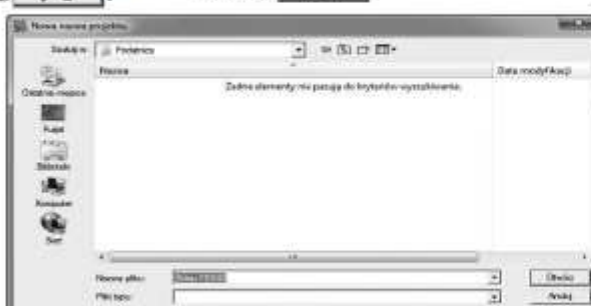 Nowa nazwa projektu
Szukaj w:
Nazwa
Data modyfikacji
Żadne elementy nie pasują do kryteriów wyszukiwania.
Ostatnie miejsca
Pulpit
Biblioteki
Komputer
Sieć
Nazwa pliku:
Otwórz
Pliki typu:
Anuluj